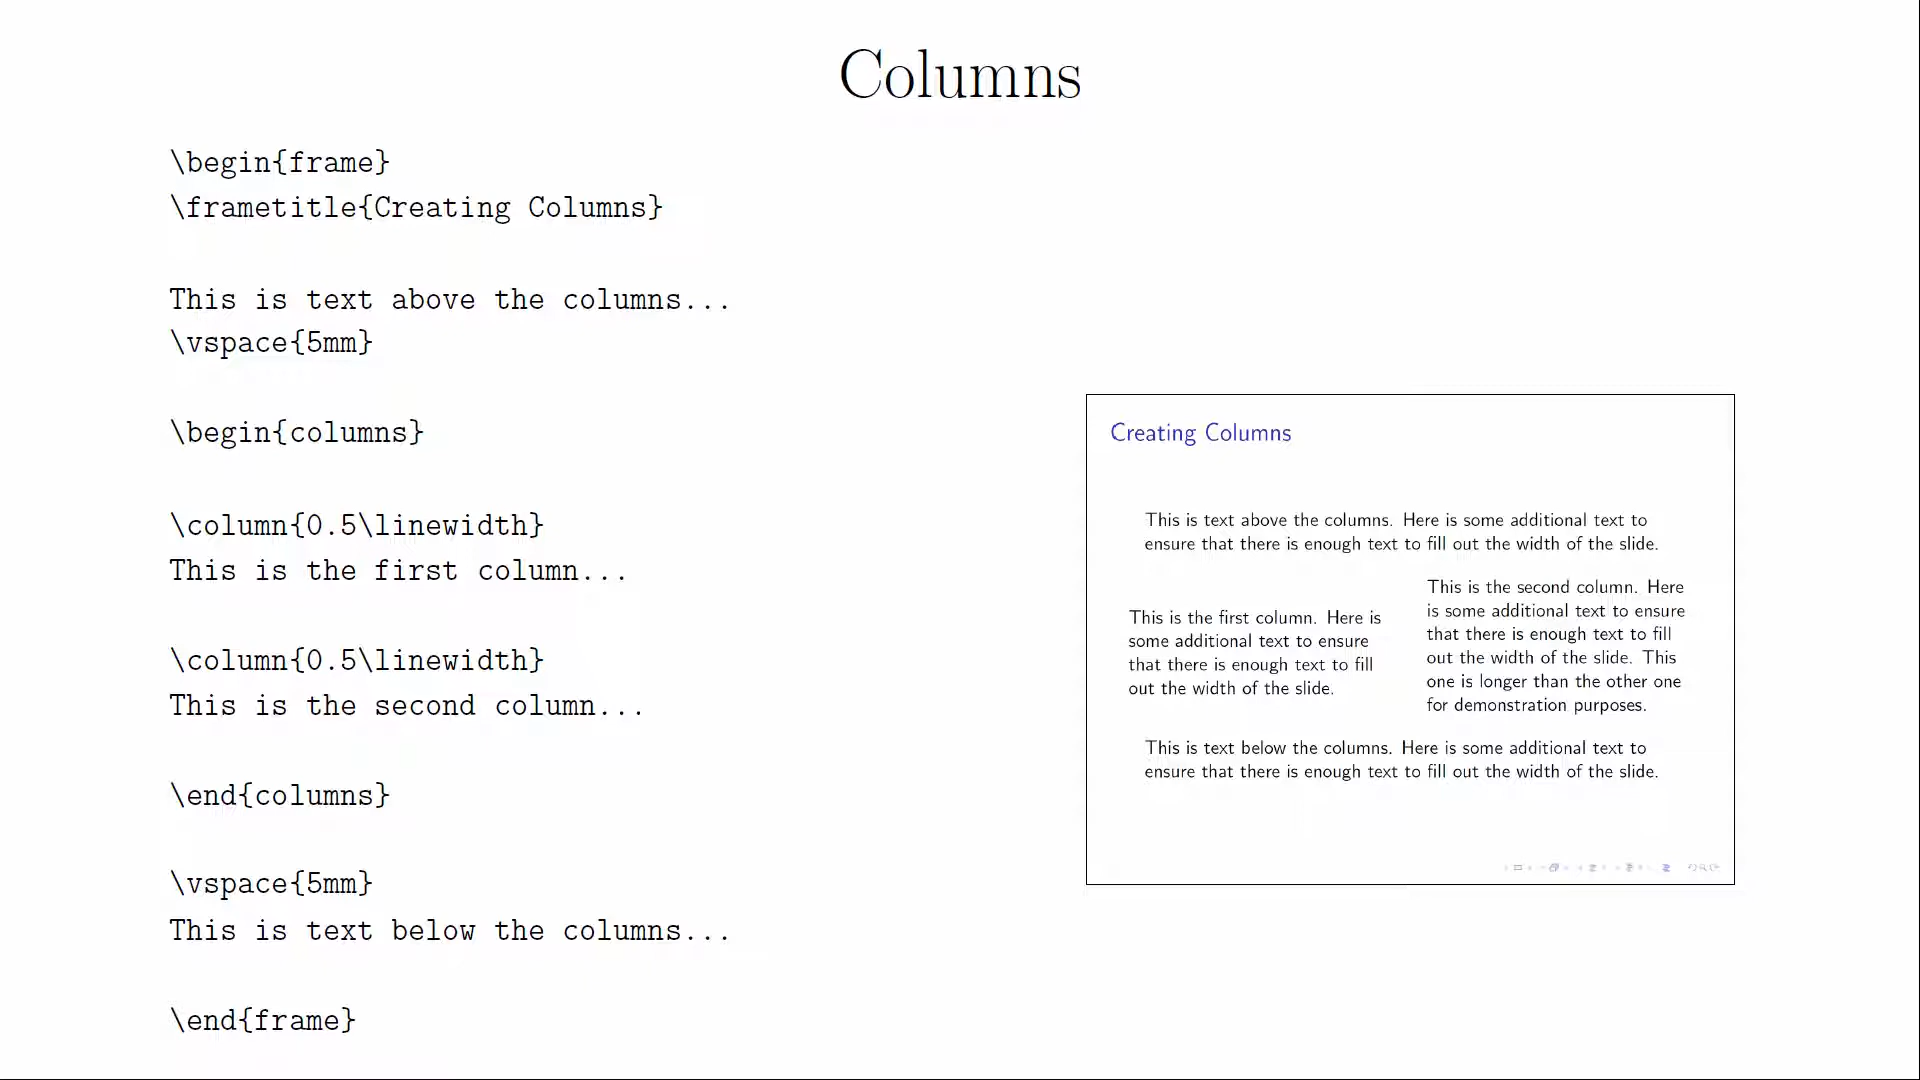 Columns
\begin{frame}
\frametitle{Creating Columns}
This is text above the columns...
\vspace{5mm}
\begin{columns}
\column{0.5\linewidth}
This is the first column...
\column{0.5\linewidth}
This is the second column...
\end{columns}
\vspace{5mm}
This is text below the columns...
\end{frame}
Creating Columns
This is text above the columns. Here is some additional text to
ensure that there is enough text to fill out the width of the slide.
This is the first column. Here is
some additional text to ensure
that there is enough text to fill
out the width of the slide.
This is the second column. Here
is some additional text to ensure
that there is enough text to fill
out the width of the slide. This
one is longer than the other one
for demonstration purposes.
This is text below the columns. Here is some additional text to
ensure that there is enough text to fill out the width of the slide.